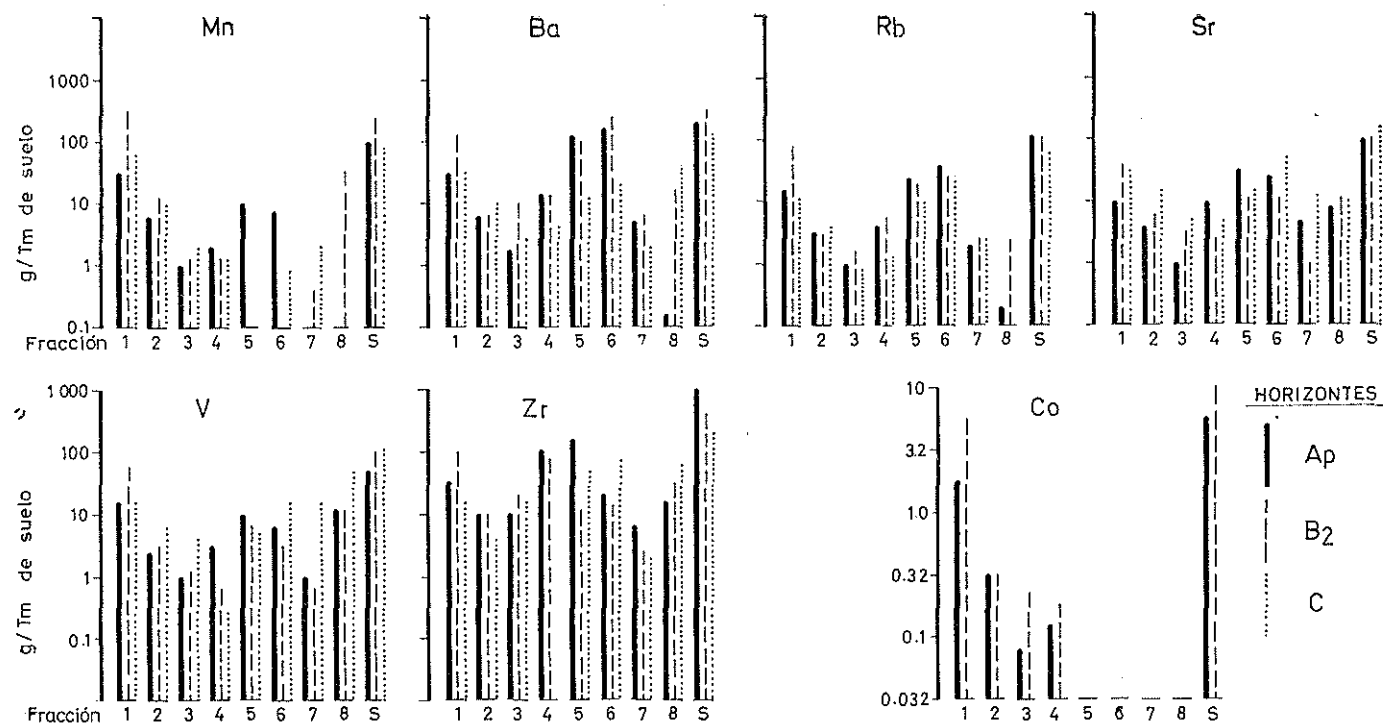 Mn Ba Rb Sr
g/Tm de suelo
1000
100
10
1
0.1
Fracción 1 2 3 4 5 6 7 8 S 1 2 3 4 5 6 7 8 S 1 2 3 4 5 6 7 8 S 1 2 3 4 5 6 7 8 S
V Zr Co
g/Tm de suelo
1 000
100
10
1
0.1
10
3.2
1.0
0.32
0.1
0.032
Fracción 1 2 3 4 5 6 7 8 S 1 2 3 4 5 6 7 8 S 1 2 3 4 5 6 7 8 S
HORIZONTES
Ap
B2
C